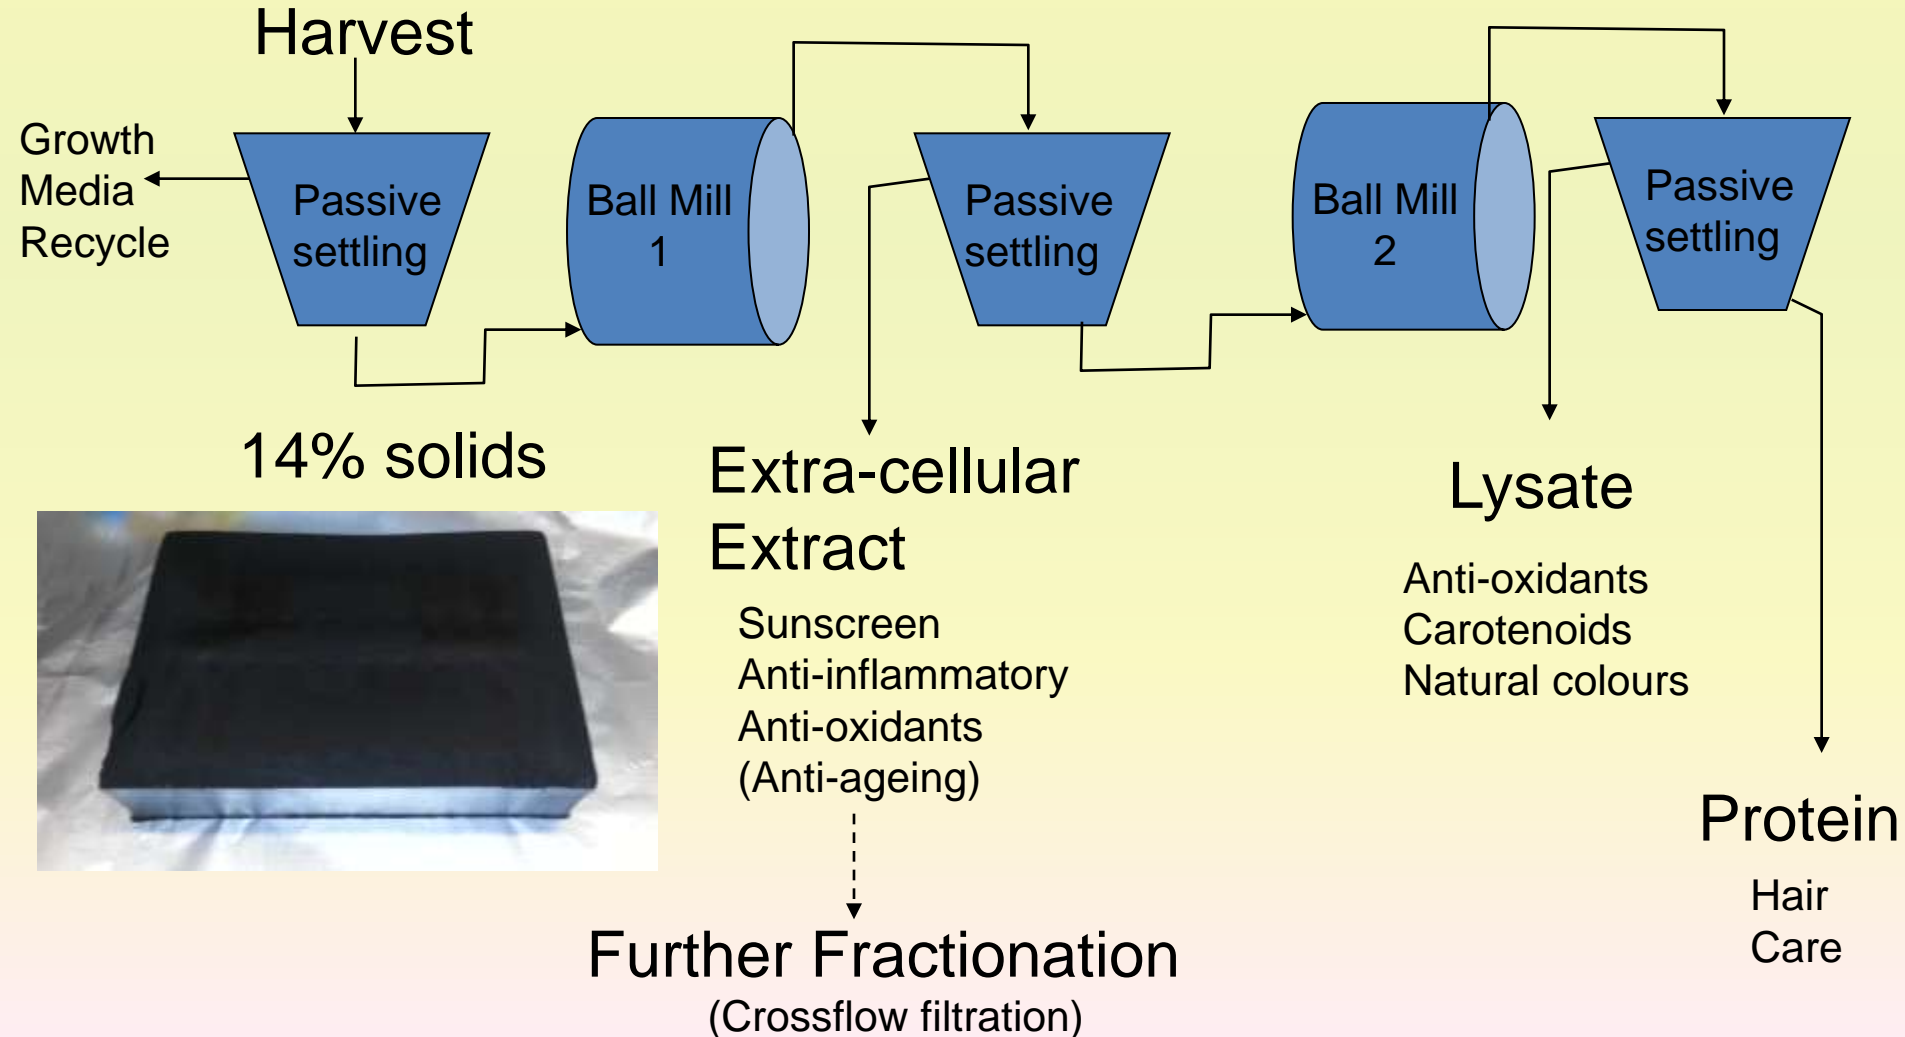 Harvest
Growth
Media
Recycle
Passive
settling
Ball Mill
1
Passive
settling
Ball Mill
2
Passive
settling
14% solids
Extra-cellular
Extract
Sunscreen
Anti-inflammatory
Anti-oxidants
(Anti-ageing)
Further Fractionation
(Crossflow filtration)
Lysate
Anti-oxidants
Carotenoids
Natural colours
Protein
Hair
Care